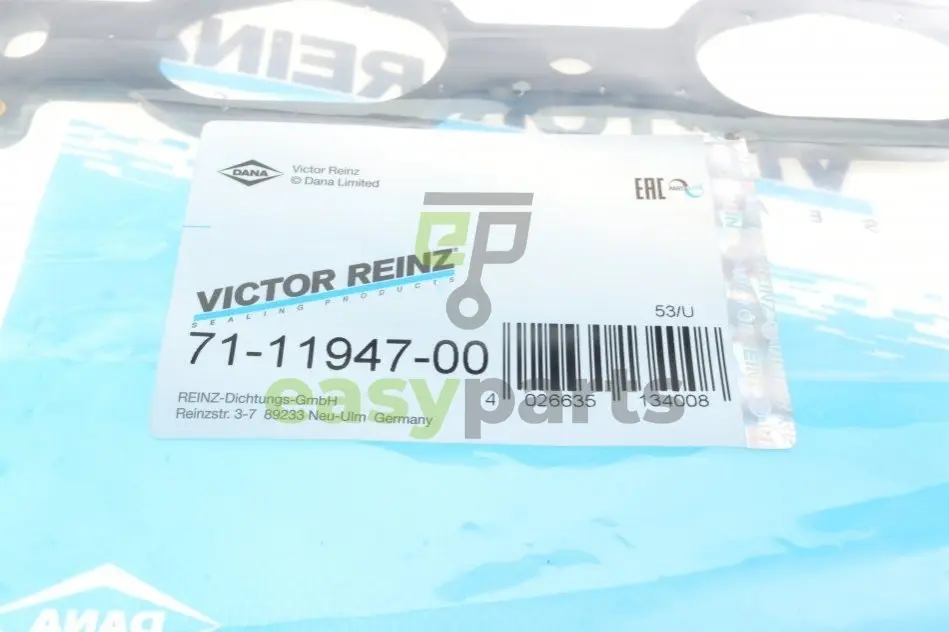 DANA
Victor Reinz
© Dana Limited
EAC
VICTOR REINZ®
SEALING PRODUCTS
53/U
71-11947-00
4 026635 134008
REINZ-Dichtungs-GmbH
Reinzstr. 3-7 89233 Neu-Ulm Germany
easyparts
DANA